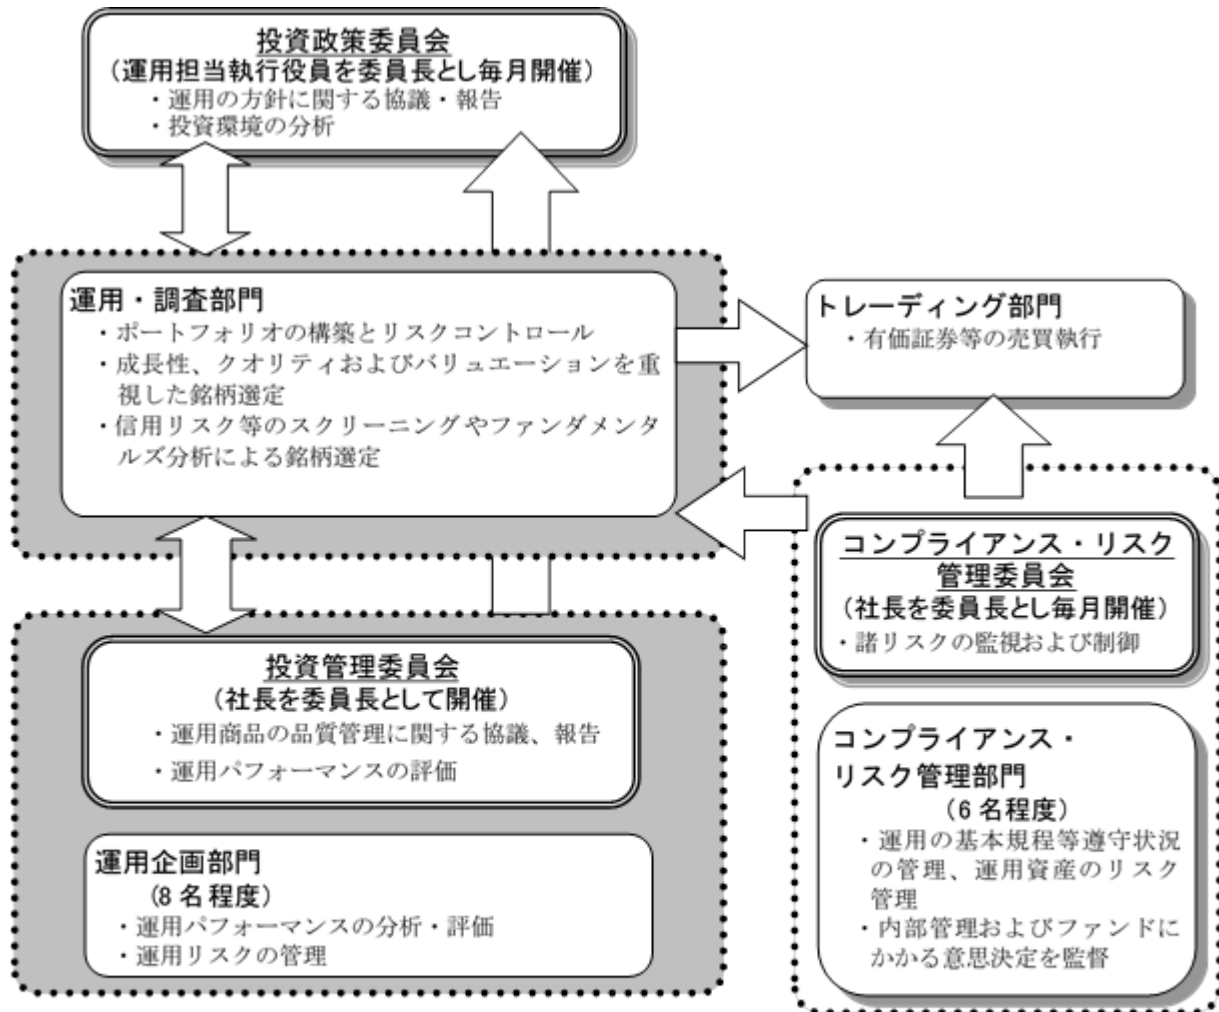 投資政策委員会
(運用担当執行役員を委員長とし毎月開催)
・運用の方針に関する協議・報告
・投資環境の分析
運用・調査部門
・ポートフォリオの構築とリスクコントロール
・成長性、クオリティおよびバリュエーションを重
視した銘柄選定
・信用リスク等のスクリーニングやファンダメンタ
ルズ分析による銘柄選定
トレーディング部門
・有価証券等の売買執行
コンプライアンス・リスク
管理委員会
(社長を委員長とし毎月開催)
・諸リスクの監視および制御
投資管理委員会
(社長を委員長として開催)
・運用商品の品質管理に関する協議、報告
・運用パフォーマンスの評価
運用企画部門
(8名程度)
・運用パフォーマンスの分析・評価
・運用リスクの管理
コンプライアンス・
リスク管理部門
(6名程度)
・運用の基本規程等遵守状況
の管理、運用資産のリスク
管理
・内部管理およびファンドに
かかる意思決定を監督